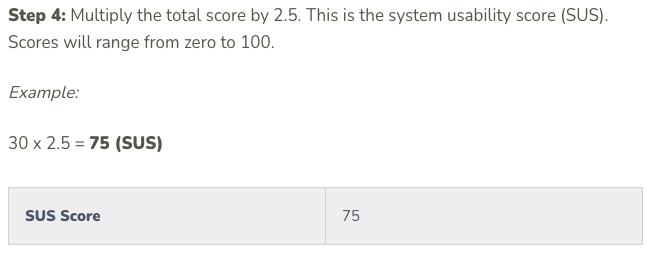 Step 4: Multiply the total score by 2.5. This is the system usability score (SUS).
Scores will range from zero to 100.
Example:
30 x 2.5 = 75 (SUS)
SUS Score 75